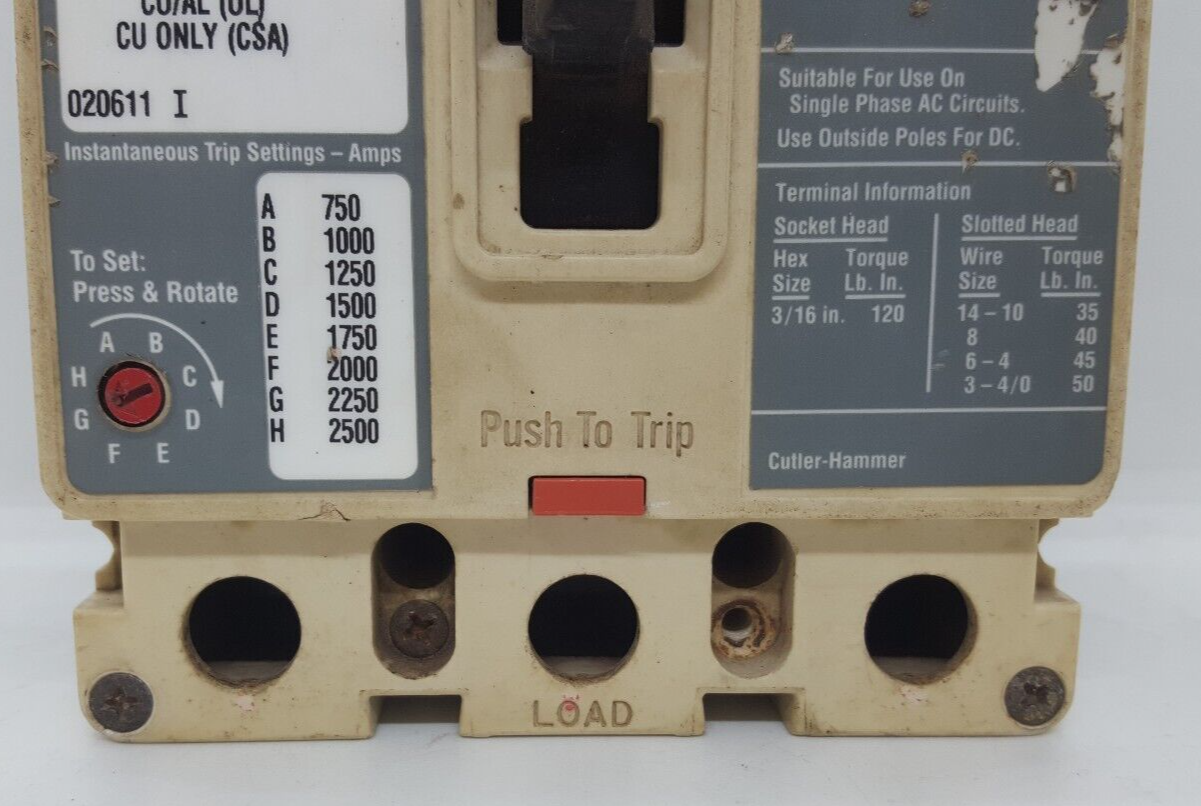 CU/AL (UL)
CU ONLY (CSA)
020611 I
Instantaneous Trip Settings – Amps
To Set:
Press & Rotate
A B C D E F G H
A 750
B 1000
C 1250
D 1500
E 1750
F 2000
G 2250
H 2500
Push To Trip
LOAD
Suitable For Use On
Single Phase AC Circuits.
Use Outside Poles For DC.
Terminal Information
Socket Head Slotted Head
Hex Torque Wire Torque
Size Lb. In. Size Lb. In.
3/16 in. 120 14 – 10 35
8 40
6 – 4 45
3 – 4/0 50
Cutler-Hammer